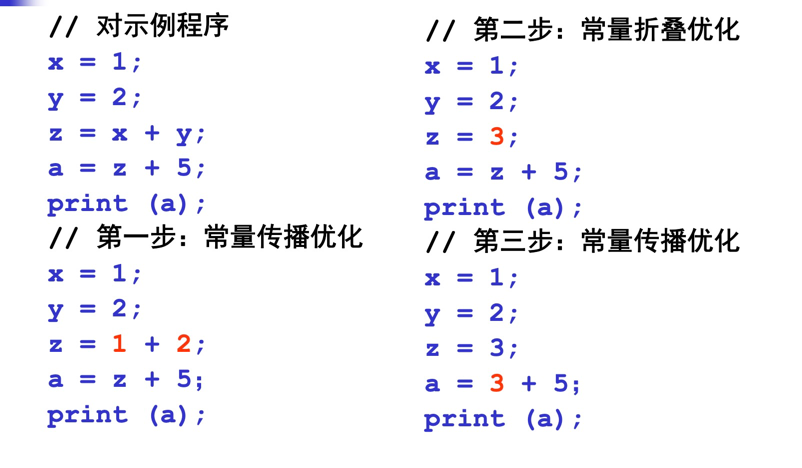 // 对示例程序
x = 1;
y = 2;
z = x + y;
a = z + 5;
print (a);
// 第一步：常量传播优化
x = 1;
y = 2;
z = 1 + 2;
a = z + 5；
print (a);
// 第二步：常量折叠优化
x = 1;
y = 2;
z = 3;
a = z + 5;
print (a);
// 第三步：常量传播优化
x = 1;
y = 2;
z = 3;
a = 3 + 5；
print (a);